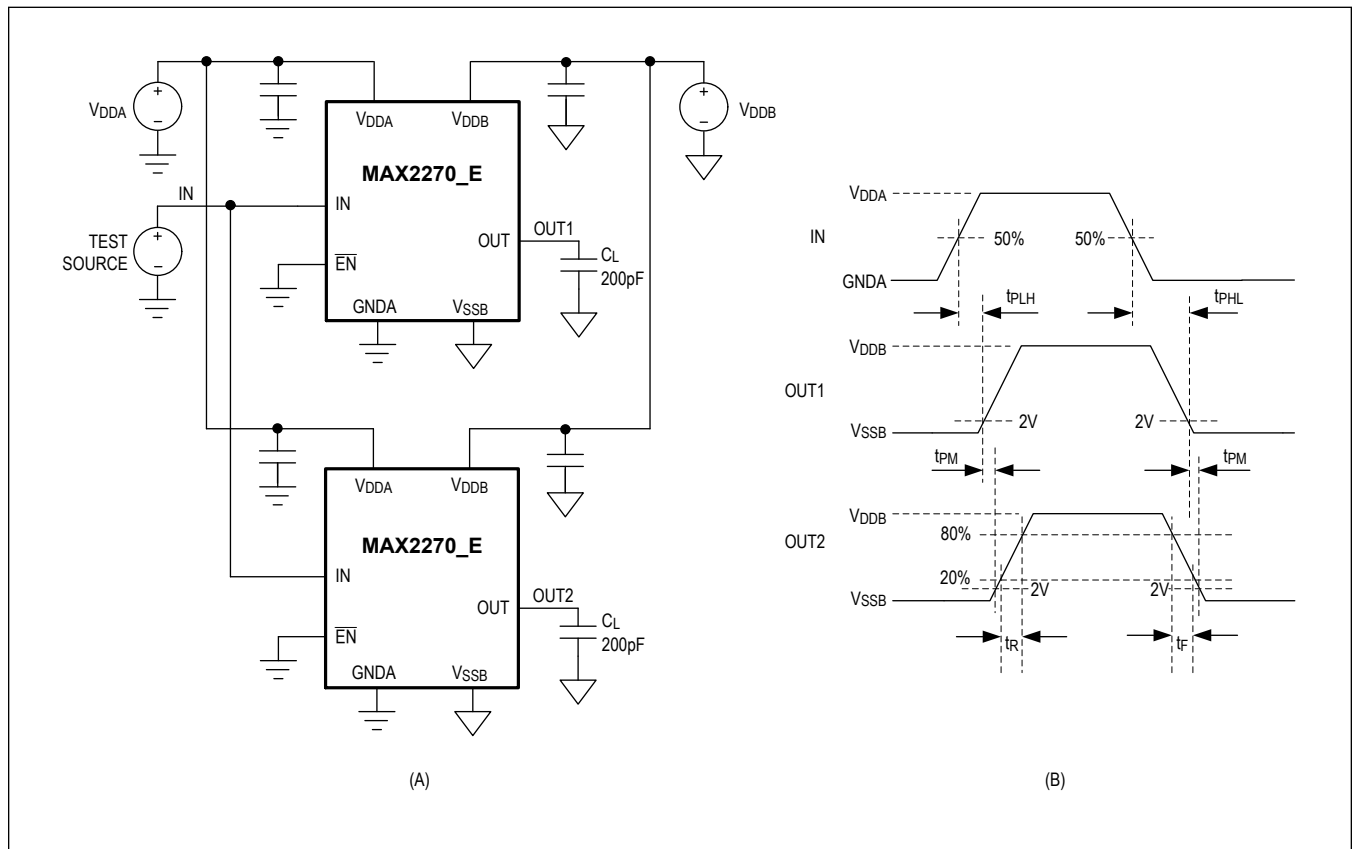 VDDA
VDDB
VDDA VDDB
MAX2270_E
IN
IN
TEST
SOURCE
OUT
OUT1
CL
200pF
EN
GNDA VSSB
VDDA VDDB
MAX2270_E
IN
OUT
OUT2
CL
200pF
EN
GNDA VSSB
(A)
VDDA
IN
50% 50%
GNDA
tPLH tPHL
VDDB
OUT1
2V 2V
VSSB
tPM tPM
VDDB
80%
OUT2
20%
2V 2V
VSSB
tR tF
(B)